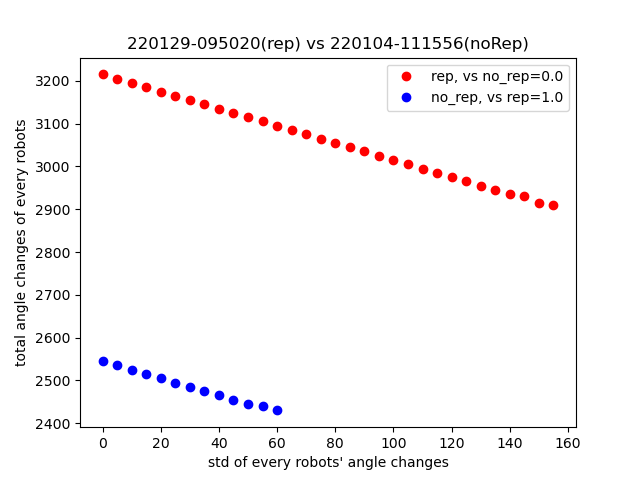 220129-095020(rep) vs 220104-111556(noRep)
rep, vs no_rep=0.0
no_rep, vs rep=1.0
total angle changes of every robots
3200
3100
3000
2900
2800
2700
2600
2500
2400
0 20 40 60 80 100 120 140 160
std of every robots' angle changes